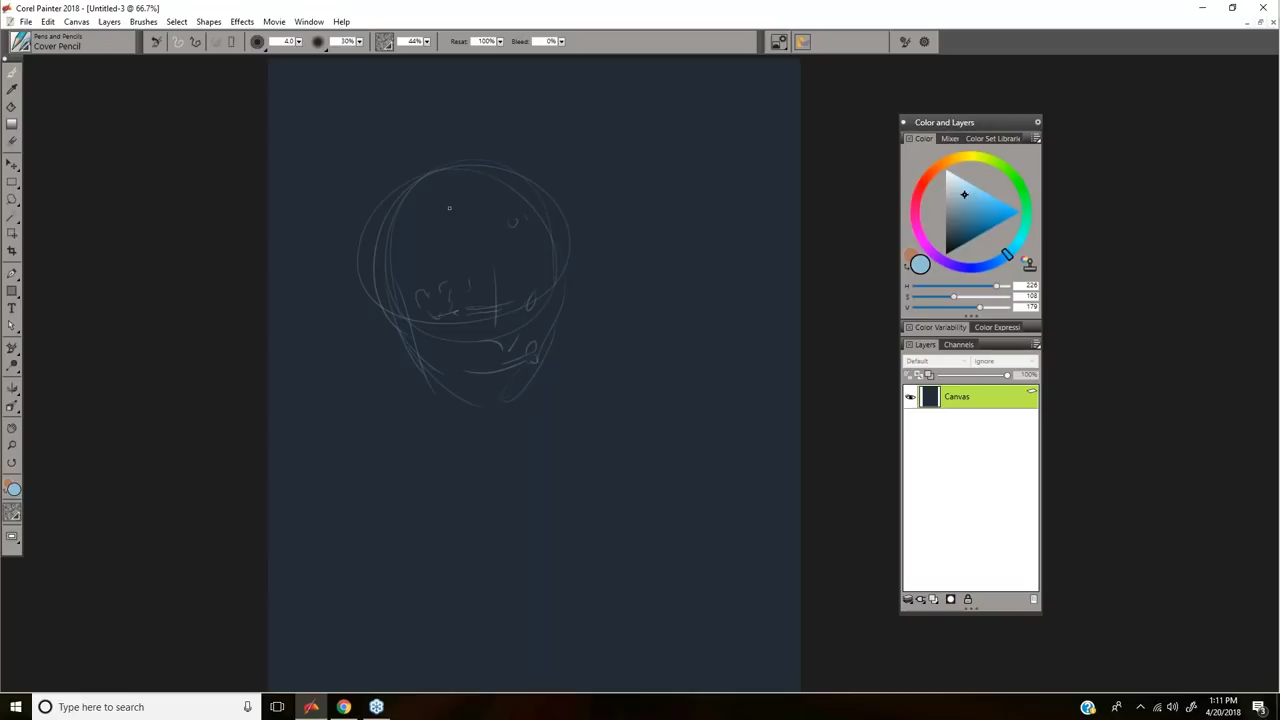 Corel Painter 2018 - [Untitled-3 @ 66.7%]
File Edit Canvas Layers Brushes Select Shapes Effects Movie Window Help
Pens and Pencils
Cover Pencil
4.0 30% 44% Reset: 100% Bleed: 0%
Color and Layers
Color Mixer Color Set Librari
H 226
S 108
V 179
Color Variability Color Expressi
Layers Channels
Default Ignore
100%
Canvas
T
Type here to search
1:11 PM
4/20/2018
3